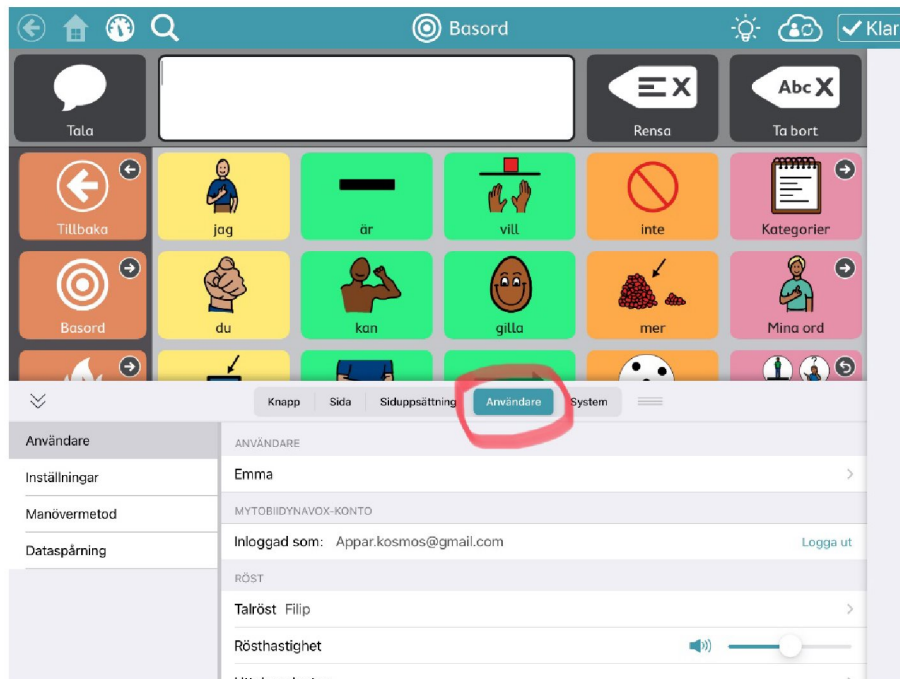 Basord
Klar
Tala
Rensa
Abc X
Ta bort
Tillbaka
jag
är
vill
inte
Kategorier
Basord
du
kan
gilla
mer
Mina ord
Knapp Sida Siduppsättning Användare System
Användare
Inställningar
Manövermetod
Dataspårning
ANVÄNDARE
Emma
MYTOBIIDYNAVOX-KONTO
Inloggad som: Appar.kosmos@gmail.com Logga ut
RÖST
Talröst Filip
Rösthastighet